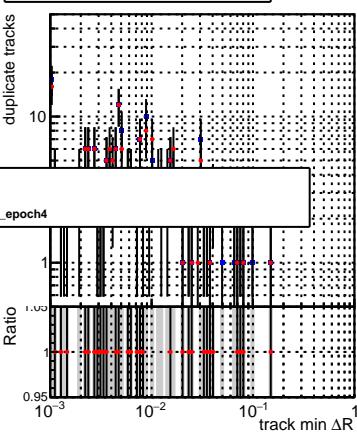 duplicate tracks
10
_epoch4
1
Ratio
1.05
1
0.95
10⁻³ 10⁻² 10⁻¹ 1
track min ΔR